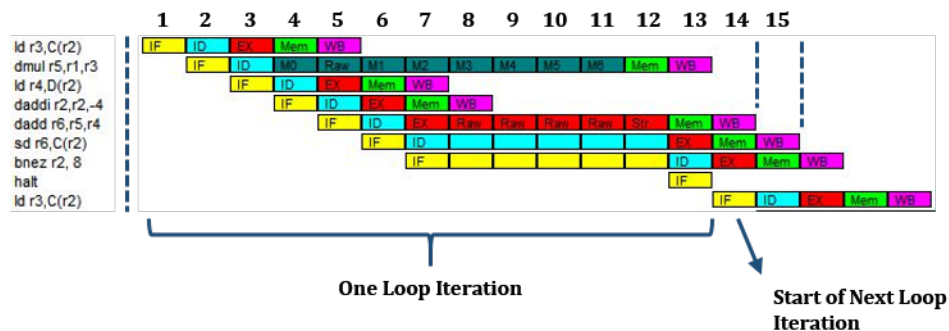 1 2 3 4 5 6 7 8 9 10 11 12 13 14 15
ld r3,C(r2) IF ID EX Mem WB
dmul r5,r1,r3 IF ID M0 Raw M1 M2 M3 M4 M5 M6 Mem WB
ld r4,D(r2) IF ID EX Mem WB
daddi r2,r2,-4 IF ID EX Mem WB
dadd r6,r5,r4 IF ID EX Raw Raw Raw Raw Str Mem WB
sd r6,C(r2) IF ID EX Mem WB
bnez r2, 8 IF ID EX Mem WB
halt IF
ld r3,C(r2) IF ID EX Mem WB
One Loop Iteration
Start of Next Loop
Iteration